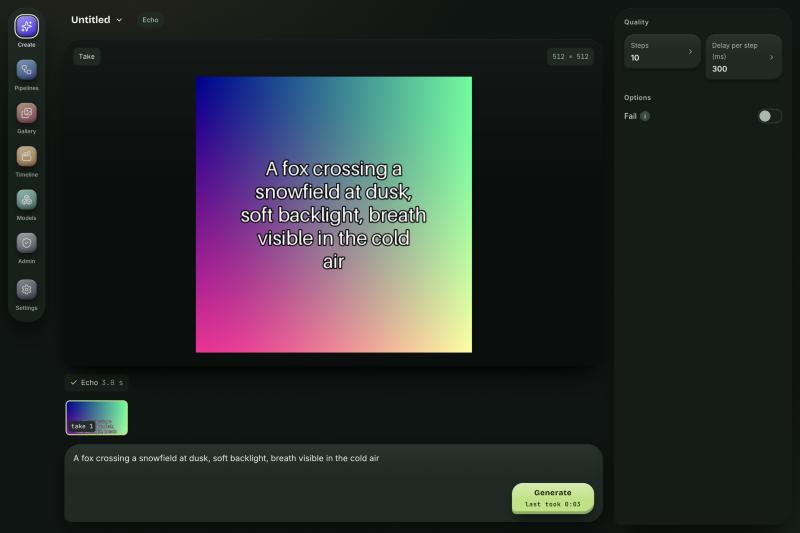 Untitled
Echo
Create
Pipelines
Gallery
Timeline
Models
Admin
Settings
Take
512 × 512
A fox crossing a
snowfield at dusk,
soft backlight, breath
visible in the cold
air
Echo 3.8 s
take 1
A fox crossing a snowfield at dusk, soft backlight, breath visible in the cold air
Generate
last took 0:03
Quality
Steps
10
Delay per step
(ms)
300
Options
Fail